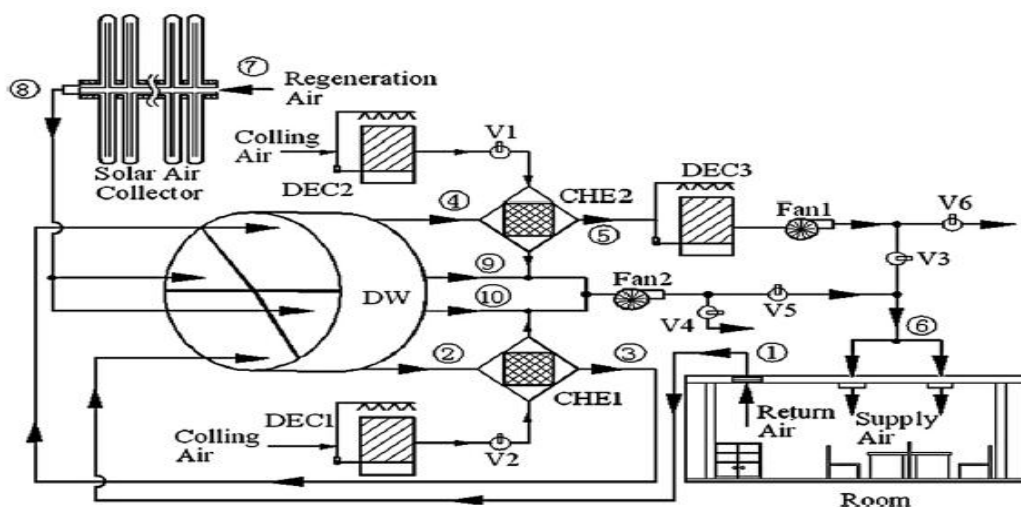 ⑦
⑧
Regeneration
Air
Colling
Air
V1
Solar Air
Collector
DEC2
DEC3
CHE2
④
⑤
Fan1
V6
V3
⑨
Fan2
DW
⑩
V5
V4
②
③
①
⑥
CHE1
DEC1
Colling
Air
V2
Return
Air
Supply
Air
Room